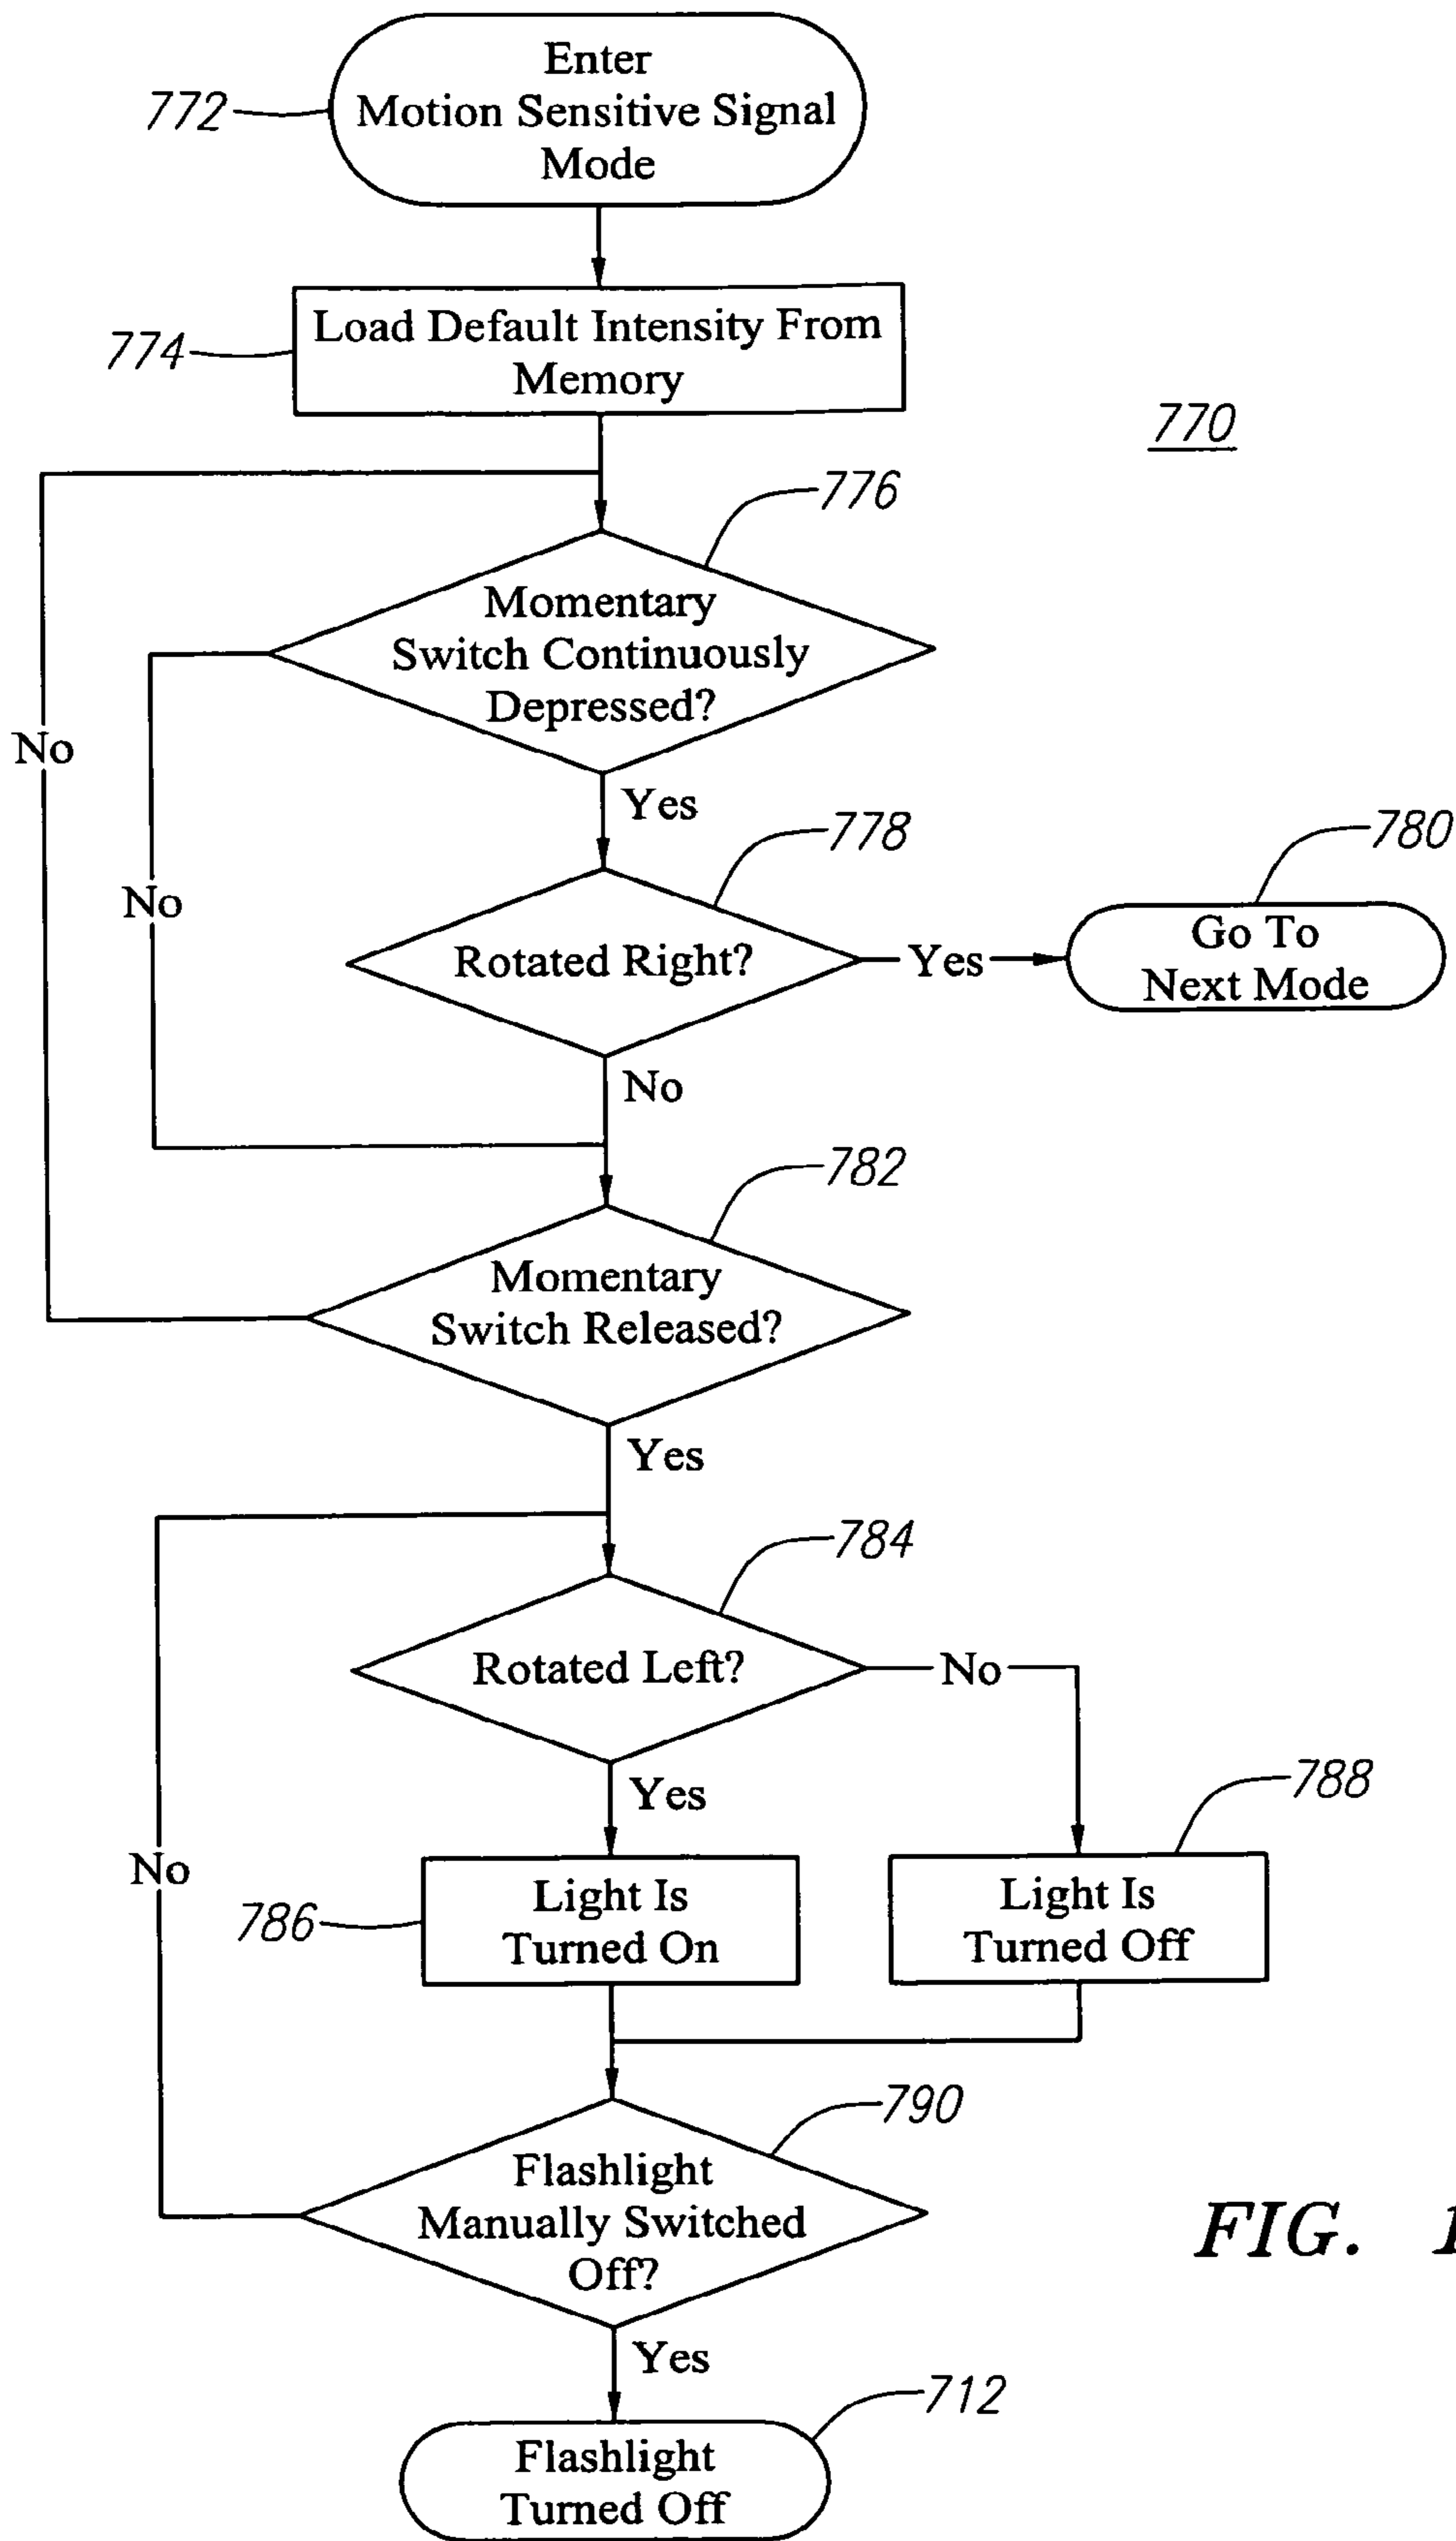 Enter
Motion Sensitive Signal
Mode
772
Load Default Intensity From
Memory
774
770
776
Momentary
Switch Continuously
Depressed?
No
Yes
No
778
Rotated Right?
Yes
780
Go To
Next Mode
No
782
Momentary
Switch Released?
Yes
784
Rotated Left?
No
Yes
788
No
786
Light Is
Turned On
Light Is
Turned Off
790
Flashlight
Manually Switched
Off?
FIG.
Yes
712
Flashlight
Turned Off